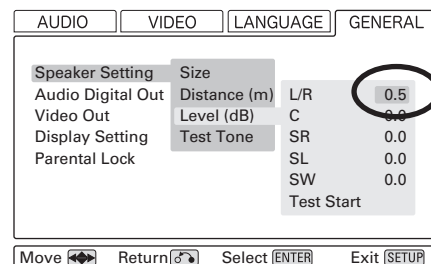 AUDIO VIDEO LANGUAGE GENERAL
Speaker Setting Size
Audio Digital Out Distance (m) L/R 0.5
Video Out Level (dB) C 0.0
Display Setting Test Tone SR 0.0
Parental Lock SL 0.0
SW 0.0
Test Start
Move Return Select ENTER Exit SETUP